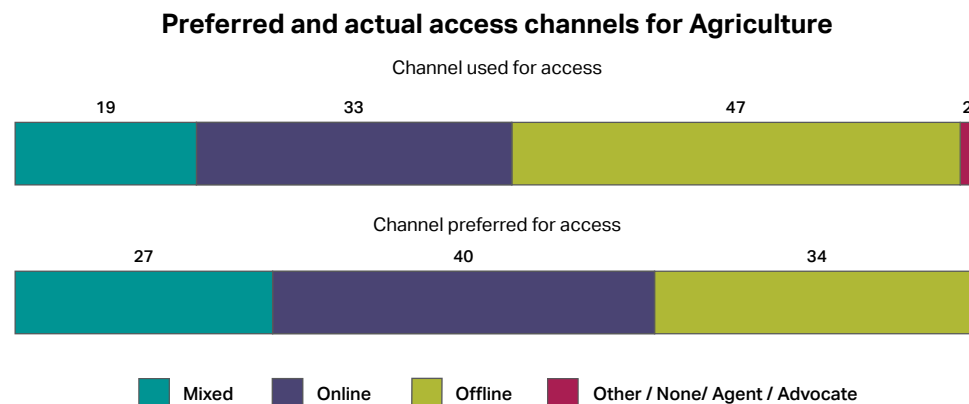 Preferred and actual access channels for Agriculture
Channel used for access
19 33 47 2
Channel preferred for access
27 40 34
Mixed Online Offline Other / None/ Agent / Advocate